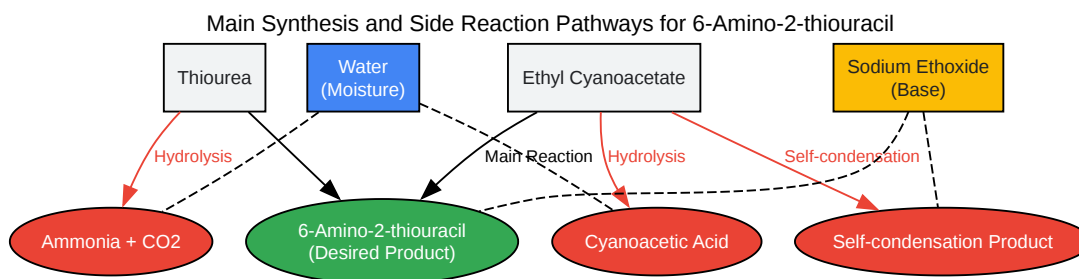 Main Synthesis and Side Reaction Pathways for 6-Amino-2-thiouracil
Thiourea
Water
(Moisture)
Ethyl Cyanoacetate
Sodium Ethoxide
(Base)
Hydrolysis
Main Reaction
Hydrolysis
Self-condensation
Ammonia + CO2
6-Amino-2-thiouracil
(Desired Product)
Cyanoacetic Acid
Self-condensation Product